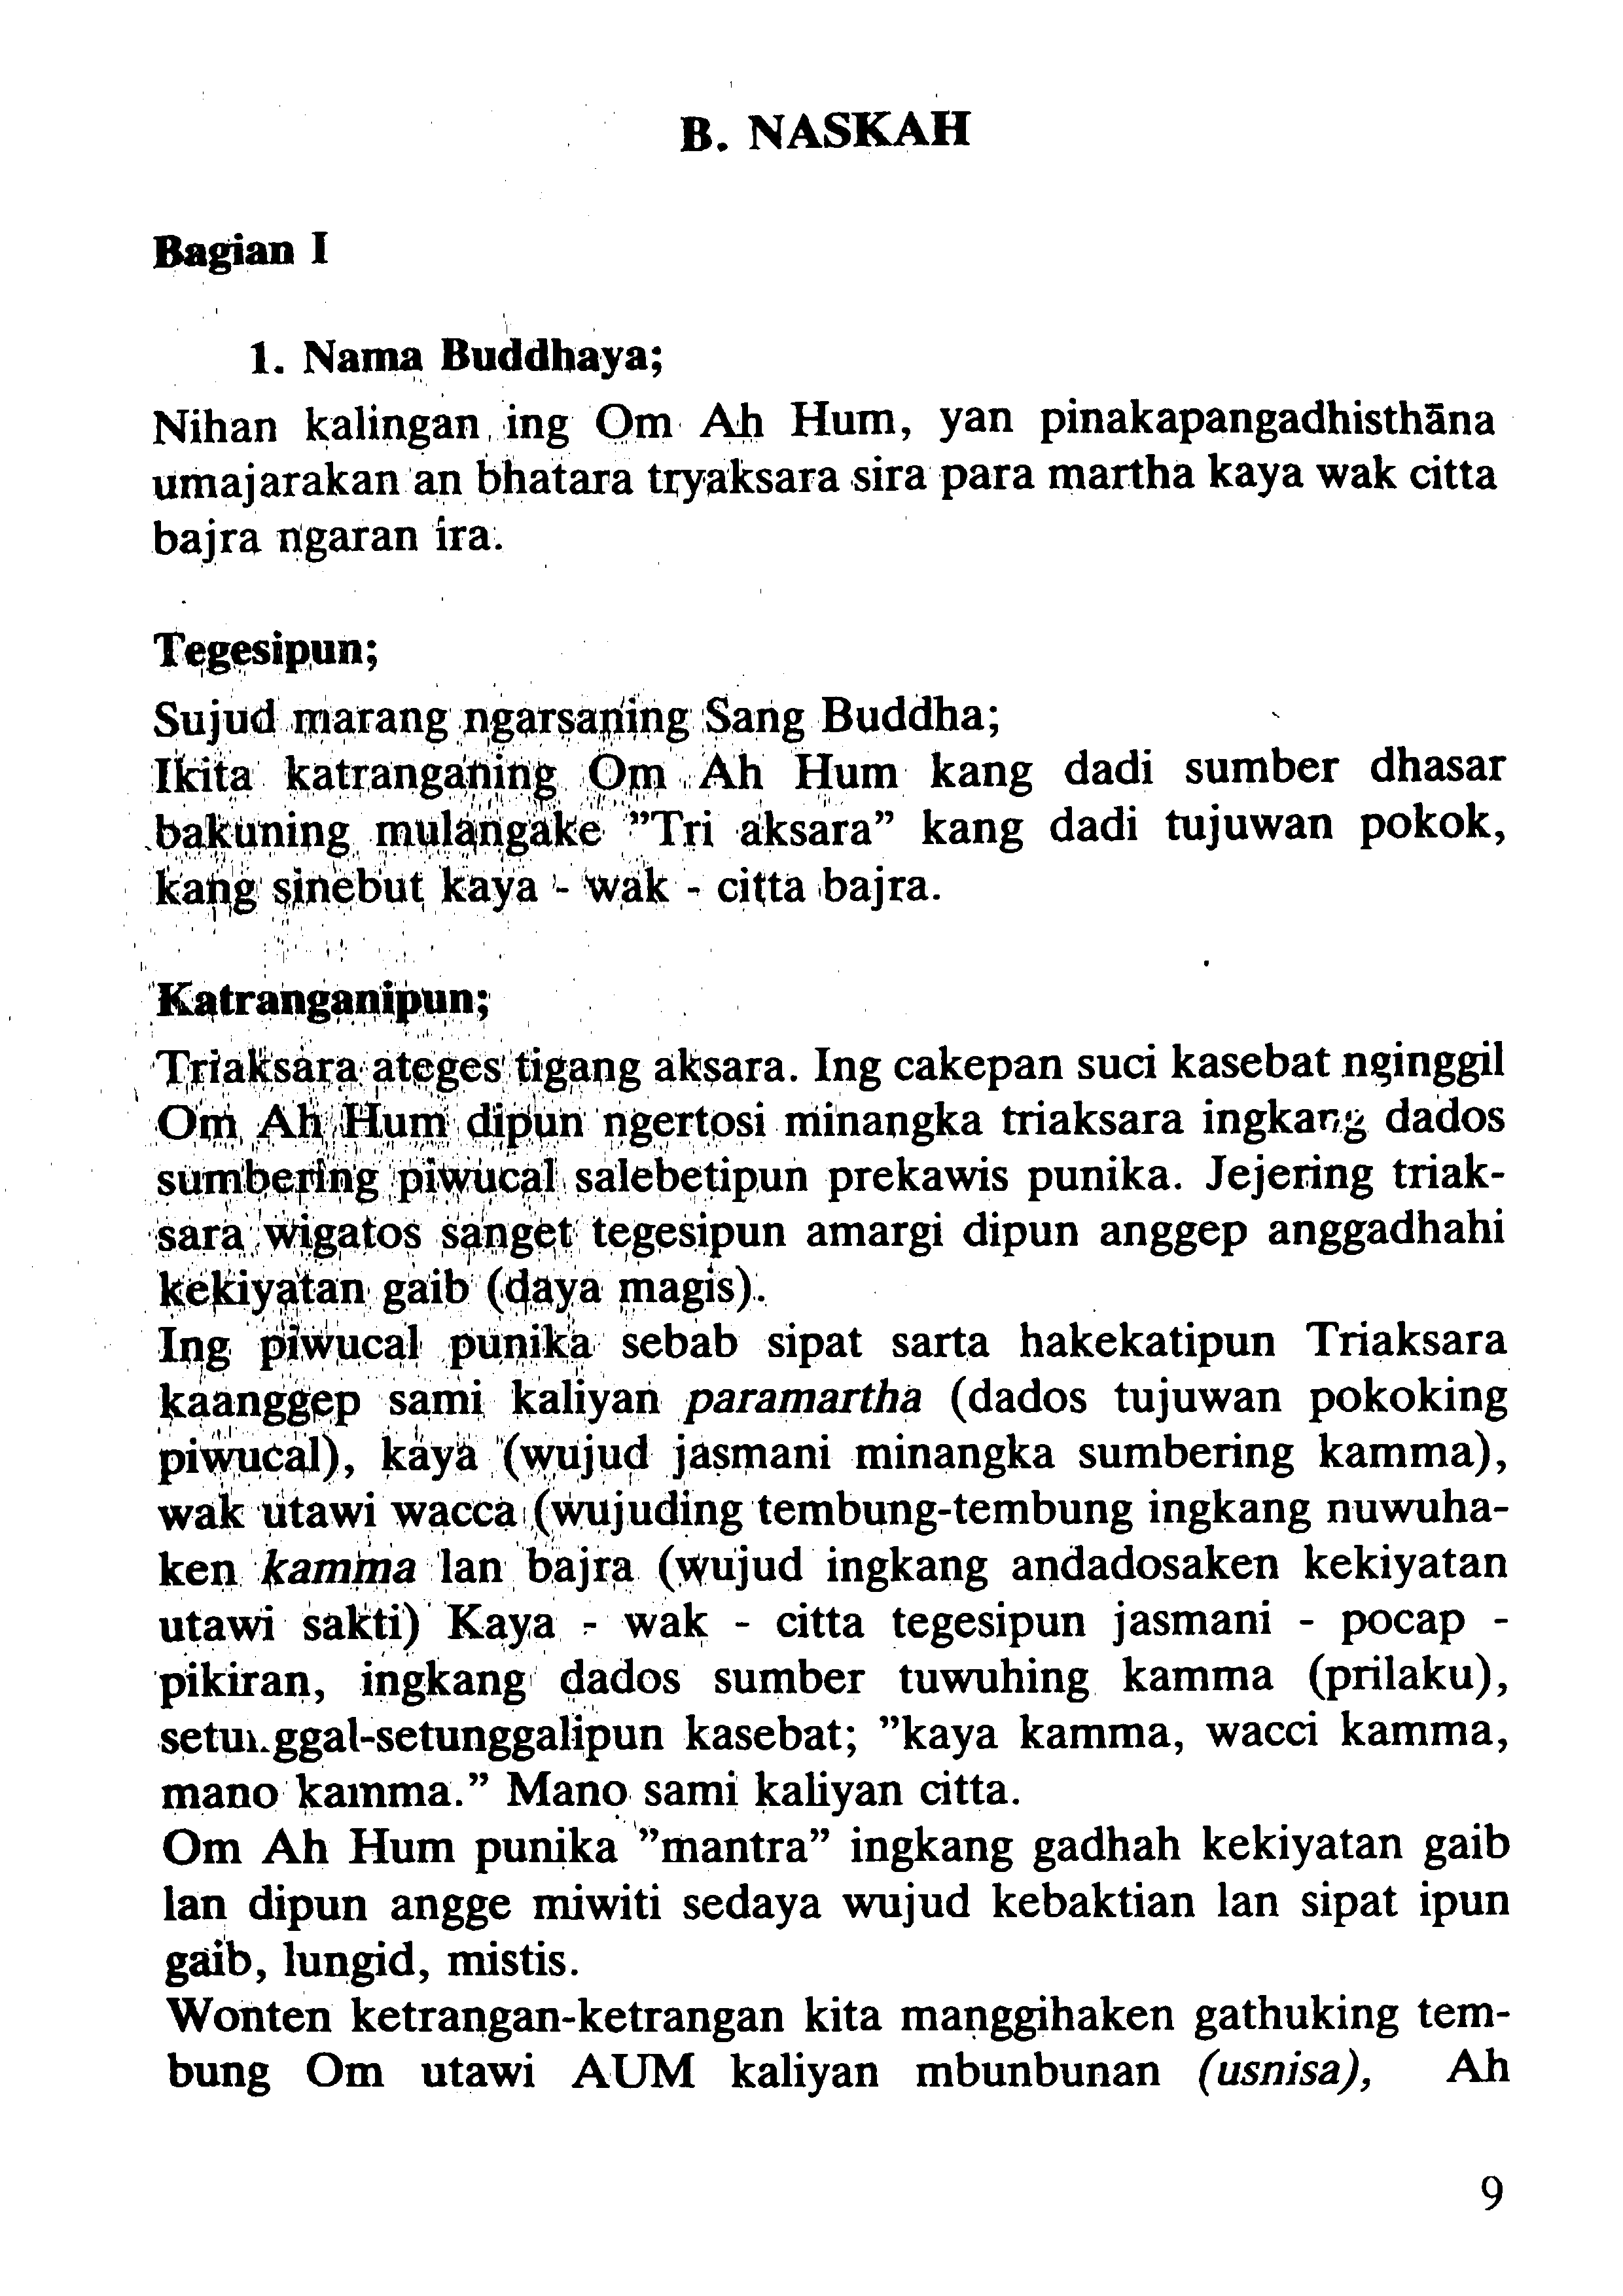 B. NASKAH
Bagian I
1. Nama Buddhaya;
Nihan kalingan ing Om Ah Hum, yan pinakapangadhisthāna
umajarakan an bhatara tryaksara sira para martha kaya wak citta
bajra ngaran ira.
Tegesipun;
Sujud marang ngarsaning Sang Buddha;
Ikita katranganing Om Ah Hum kang dadi sumber dhasar
bakuning mulangake ”Tri aksara” kang dadi tujuwan pokok,
kang sinebut kaya - wak - citta bajra.
Katranganipun;
Triaksara ateges tigang aksara. Ing cakepan suci kasebat nginggil
Om Ah Hum dipun ngertosi minangka triaksara ingkang dados
sumbering piwucal salebetipun prekawis punika. Jejering triak-
sara wigatos sanget tegesipun amargi dipun anggep anggadhahi
kekiyatan gaib (daya magis).
Ing piwucal punika sebab sipat sarta hakekatipun Triaksara
kaanggep sami kaliyan paramartha (dados tujuwan pokoking
piwucal), kaya (wujud jasmani minangka sumbering kamma),
wak utawi wacca (wujuding tembung-tembung ingkang nuwuha-
ken kamma lan bajra (wujud ingkang andadosaken kekiyatan
utawi sakti) Kaya - wak - citta tegesipun jasmani - pocap -
pikiran, ingkang dados sumber tuwuhing kamma (prilaku),
setunggal-setunggalipun kasebat; ”kaya kamma, wacci kamma,
mano kamma.” Mano sami kaliyan citta.
Om Ah Hum punika ”mantra” ingkang gadhah kekiyatan gaib
lan dipun angge miwiti sedaya wujud kebaktian lan sipat ipun
gaib, lungid, mistis.
Wonten ketrangan-ketrangan kita manggihaken gathuking tem-
bung Om utawi AUM kaliyan mbunbunan (usnisa), Ah
9